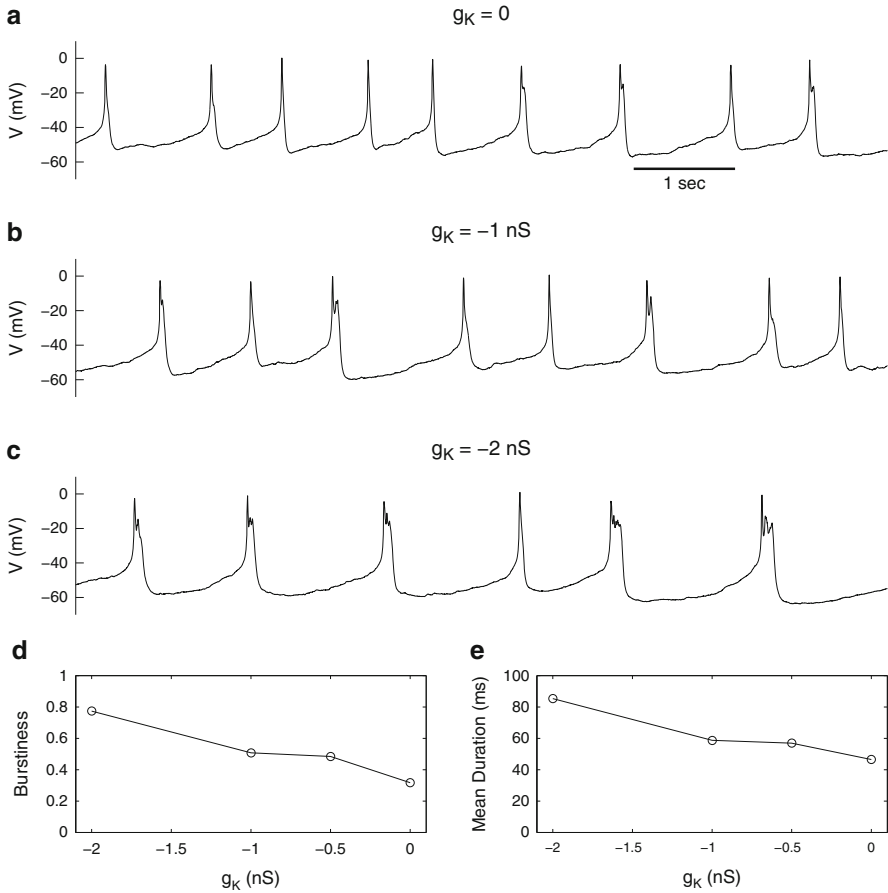 a
g_K = 0
V (mV)
0
−20
−40
−60
1 sec
b
g_K = −1 nS
V (mV)
0
−20
−40
−60
c
g_K = −2 nS
V (mV)
0
−20
−40
−60
d
Burstiness
1
0.8
0.6
0.4
0.2
0
−2 −1.5 −1 −0.5 0
g_K (nS)
e
Mean Duration (ms)
100
80
60
40
20
0
−2 −1.5 −1 −0.5 0
g_K (nS)